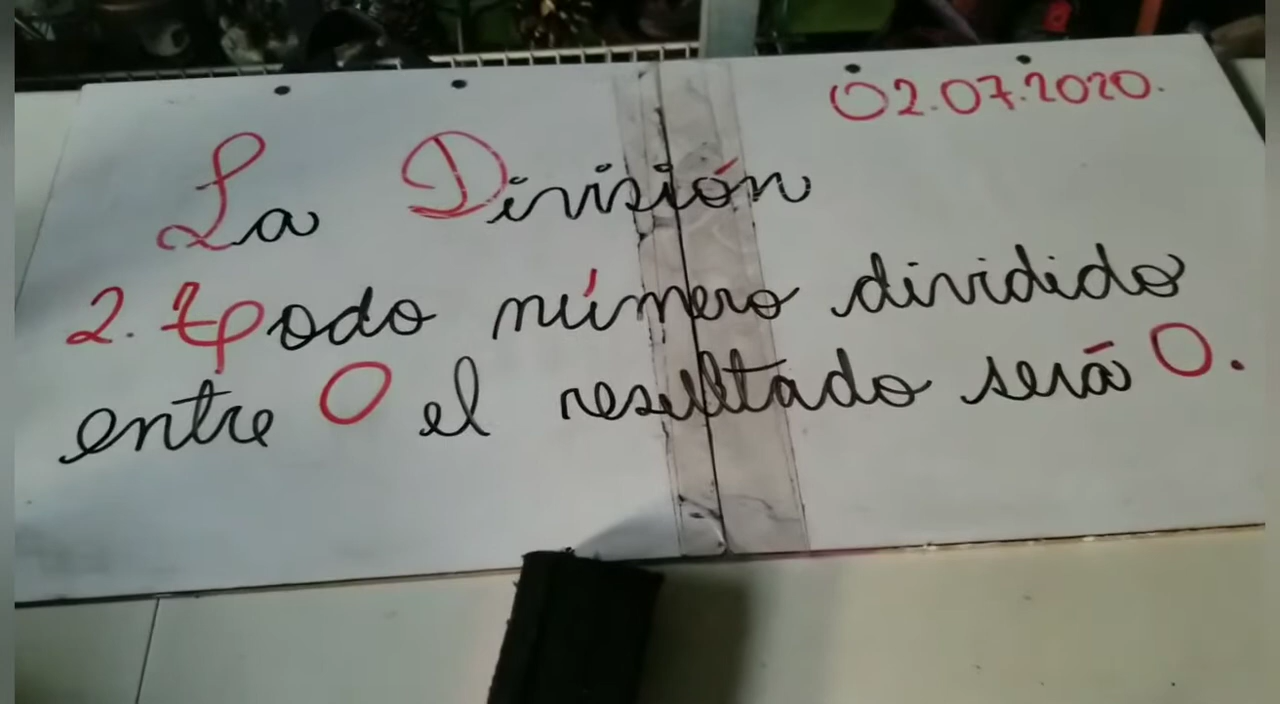 02.07.2020.
La División
2. Todo número dividido
entre 0 el resultado será 0.